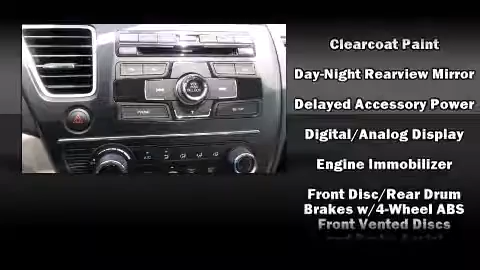 Clearcoat Paint
Day-Night Rearview Mirror
Delayed Accessory Power
Digital/Analog Display
Engine Immobilizer
Front Disc/Rear Drum
Brakes w/4-Wheel ABS
Front Vented Discs